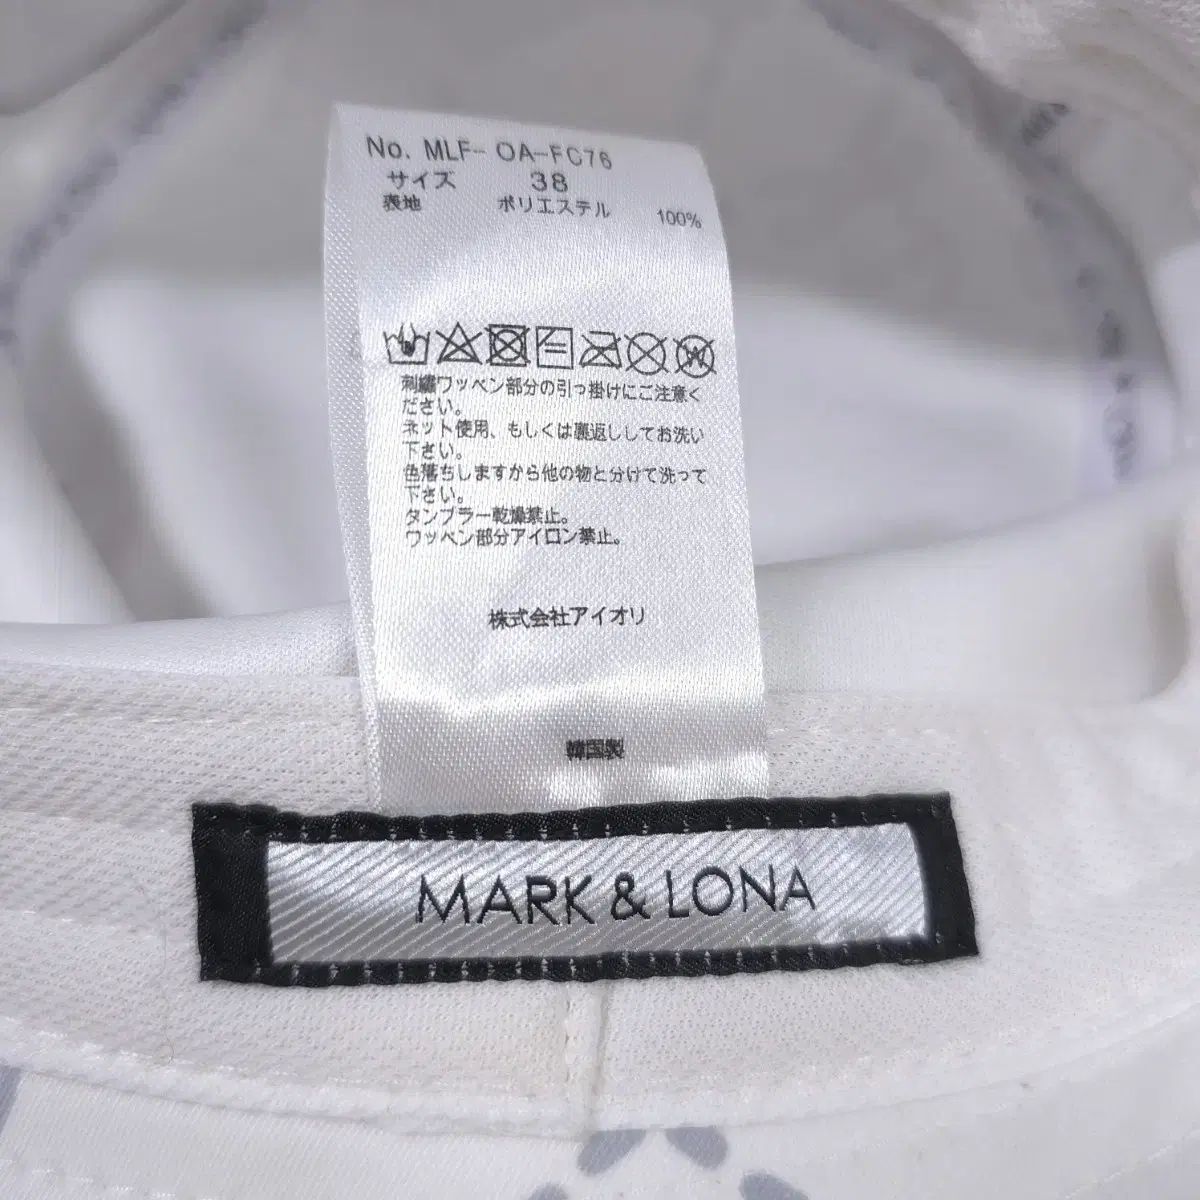 No. MLF- OA-FC76
サイズ 38
表地 ポリエステル 100%
刺繍ワッペン部分の引っ掛けにご注意く
ださい。
ネット使用、もしくは裏返ししてお洗い
下さい。
色落ちしますから他の物と分けて洗って
下さい。
タンブラー乾燥禁止。
ワッペン部分アイロン禁止。
株式会社アイオリ
韓国製
MARK & LONA